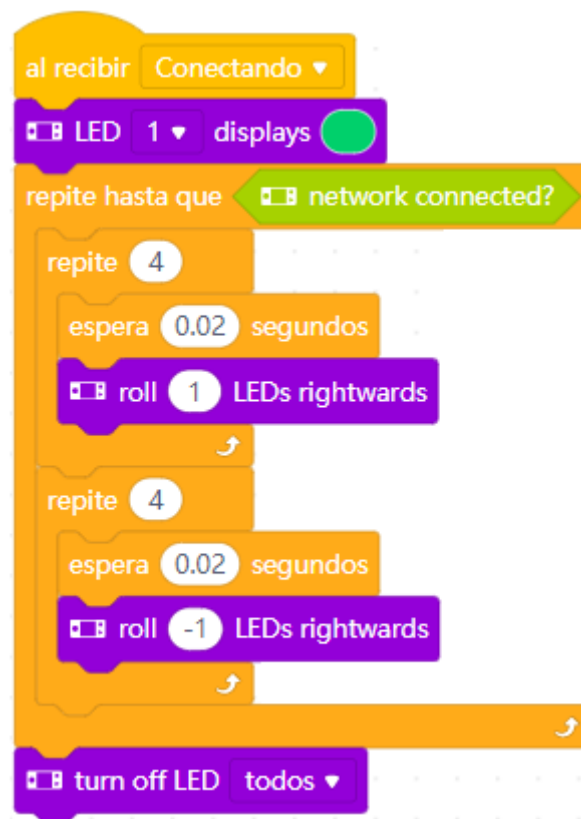 al recibir Conectando
LED 1 displays
repite hasta que network connected?
repite 4
espera 0.02 segundos
roll 1 LEDs rightwards
repite 4
espera 0.02 segundos
roll -1 LEDs rightwards
turn off LED todos